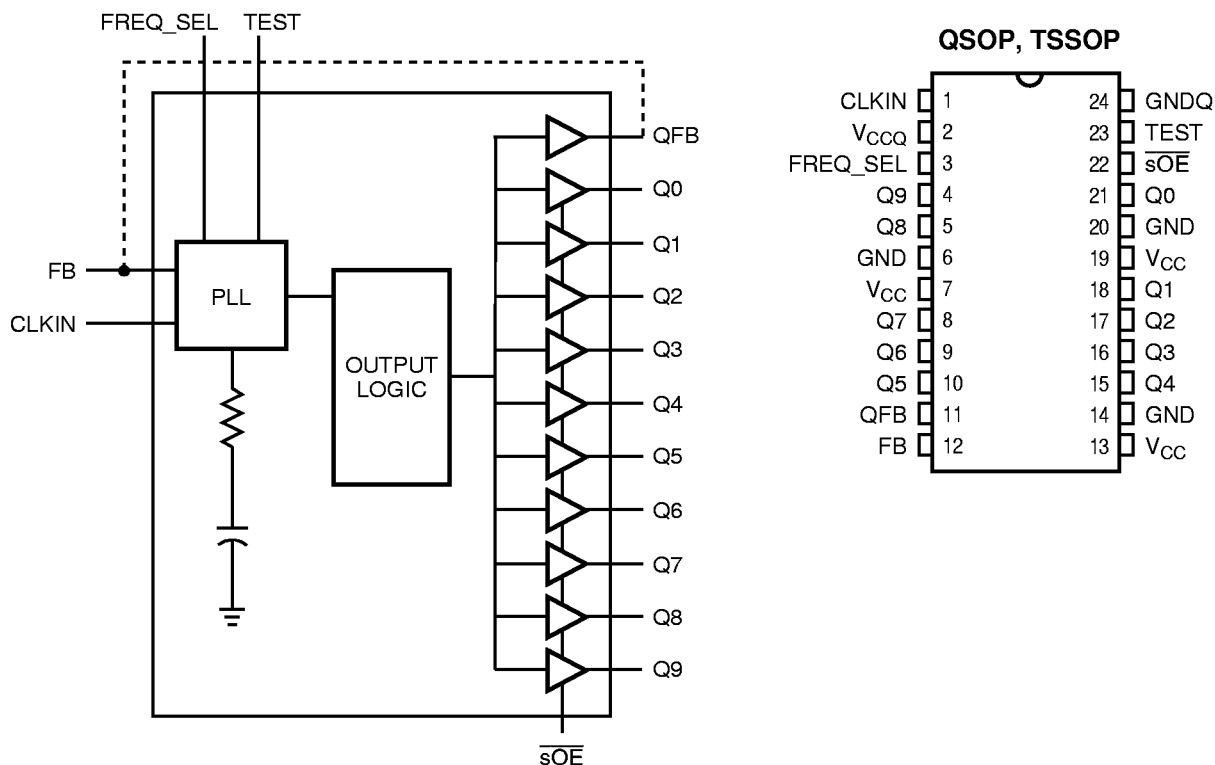 FREQ_SEL TEST
FB
CLKIN
PLL
OUTPUT
LOGIC
QFB
Q0
Q1
Q2
Q3
Q4
Q5
Q6
Q7
Q8
Q9
sOE
QSOP, TSSOP
CLKIN 1 24 GNDQ
VCCQ 2 23 TEST
FREQ_SEL 3 22 sOE
Q9 4 21 Q0
Q8 5 20 GND
GND 6 19 VCC
VCC 7 18 Q1
Q7 8 17 Q2
Q6 9 16 Q3
Q5 10 15 Q4
QFB 11 14 GND
FB 12 13 VCC